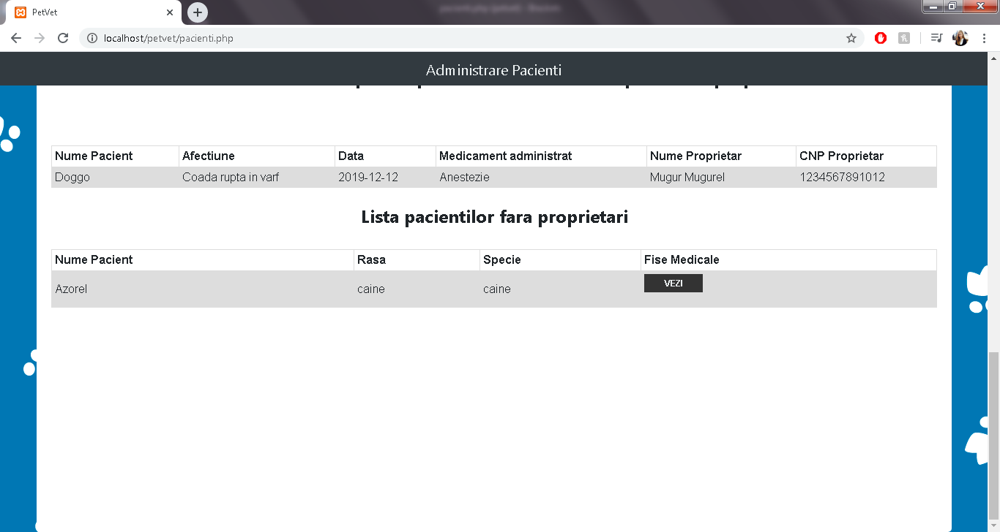 PetVet
localhost/petvet/pacienti.php
Administrare Pacienti
Nume Pacient Afectiune Data Medicament administrat Nume Proprietar CNP Proprietar
Doggo Coada rupta in varf 2019-12-12 Anestezie Mugur Mugurel 1234567891012
Lista pacientilor fara proprietari
Nume Pacient Rasa Specie Fise Medicale
Azorel caine caine VEZI